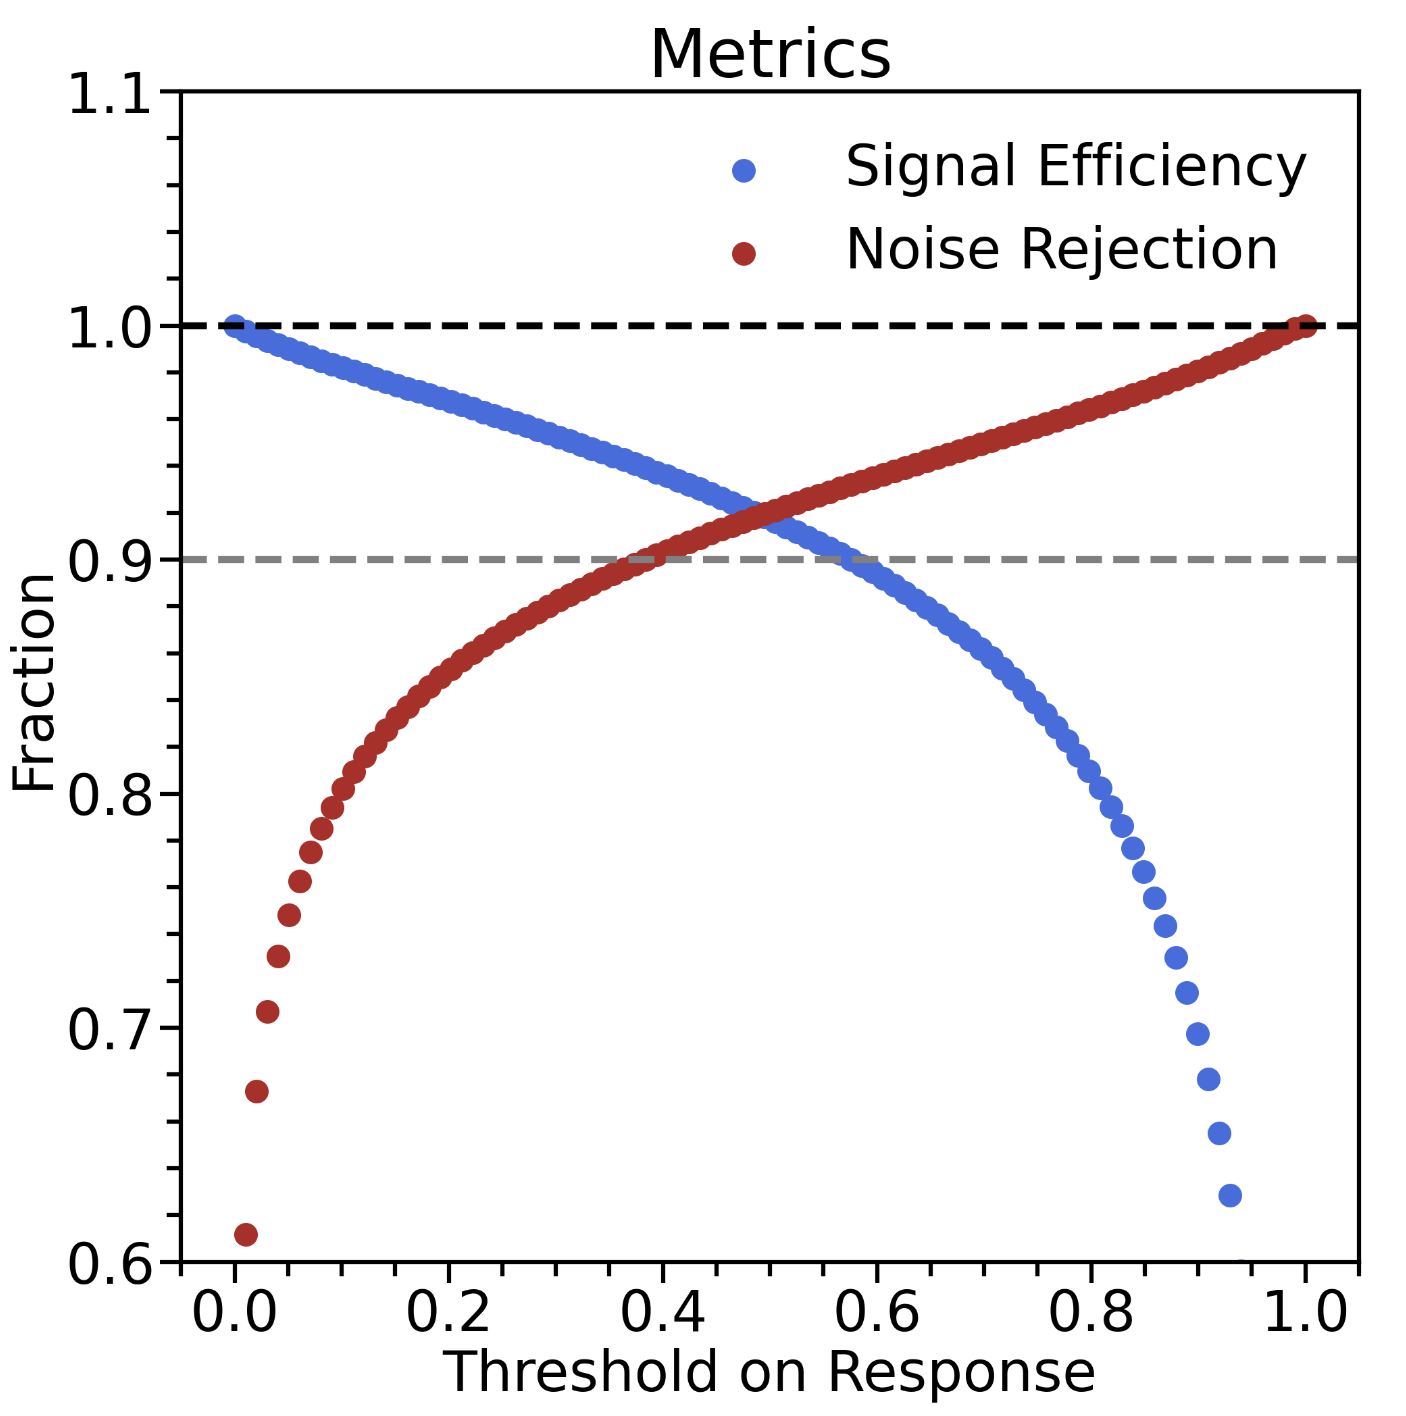 Metrics
1.1
Signal Efficiency
Noise Rejection
1.0
0.9
Fraction
0.8
0.7
0.6
0.0 0.2 0.4 0.6 0.8 1.0
Threshold on Response